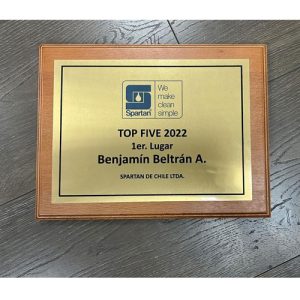 Spartan
We
make
clean
simple
TOP FIVE 2022
1er. Lugar
Benjamín Beltrán A.
SPARTAN DE CHILE LTDA.